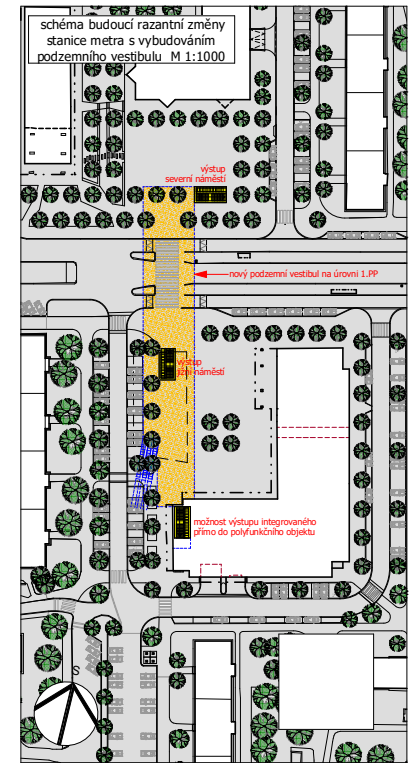 schéma budoucí razantní změny
stanice metra s vybudováním
podzemního vestibulu M 1:1000
výstup
severní náměstí
nový podzemní vestibul na úrovni 1.PP
výstup
jižní náměstí
možnost výstupu integrovaného
přímo do polyfunkčního objektu
S